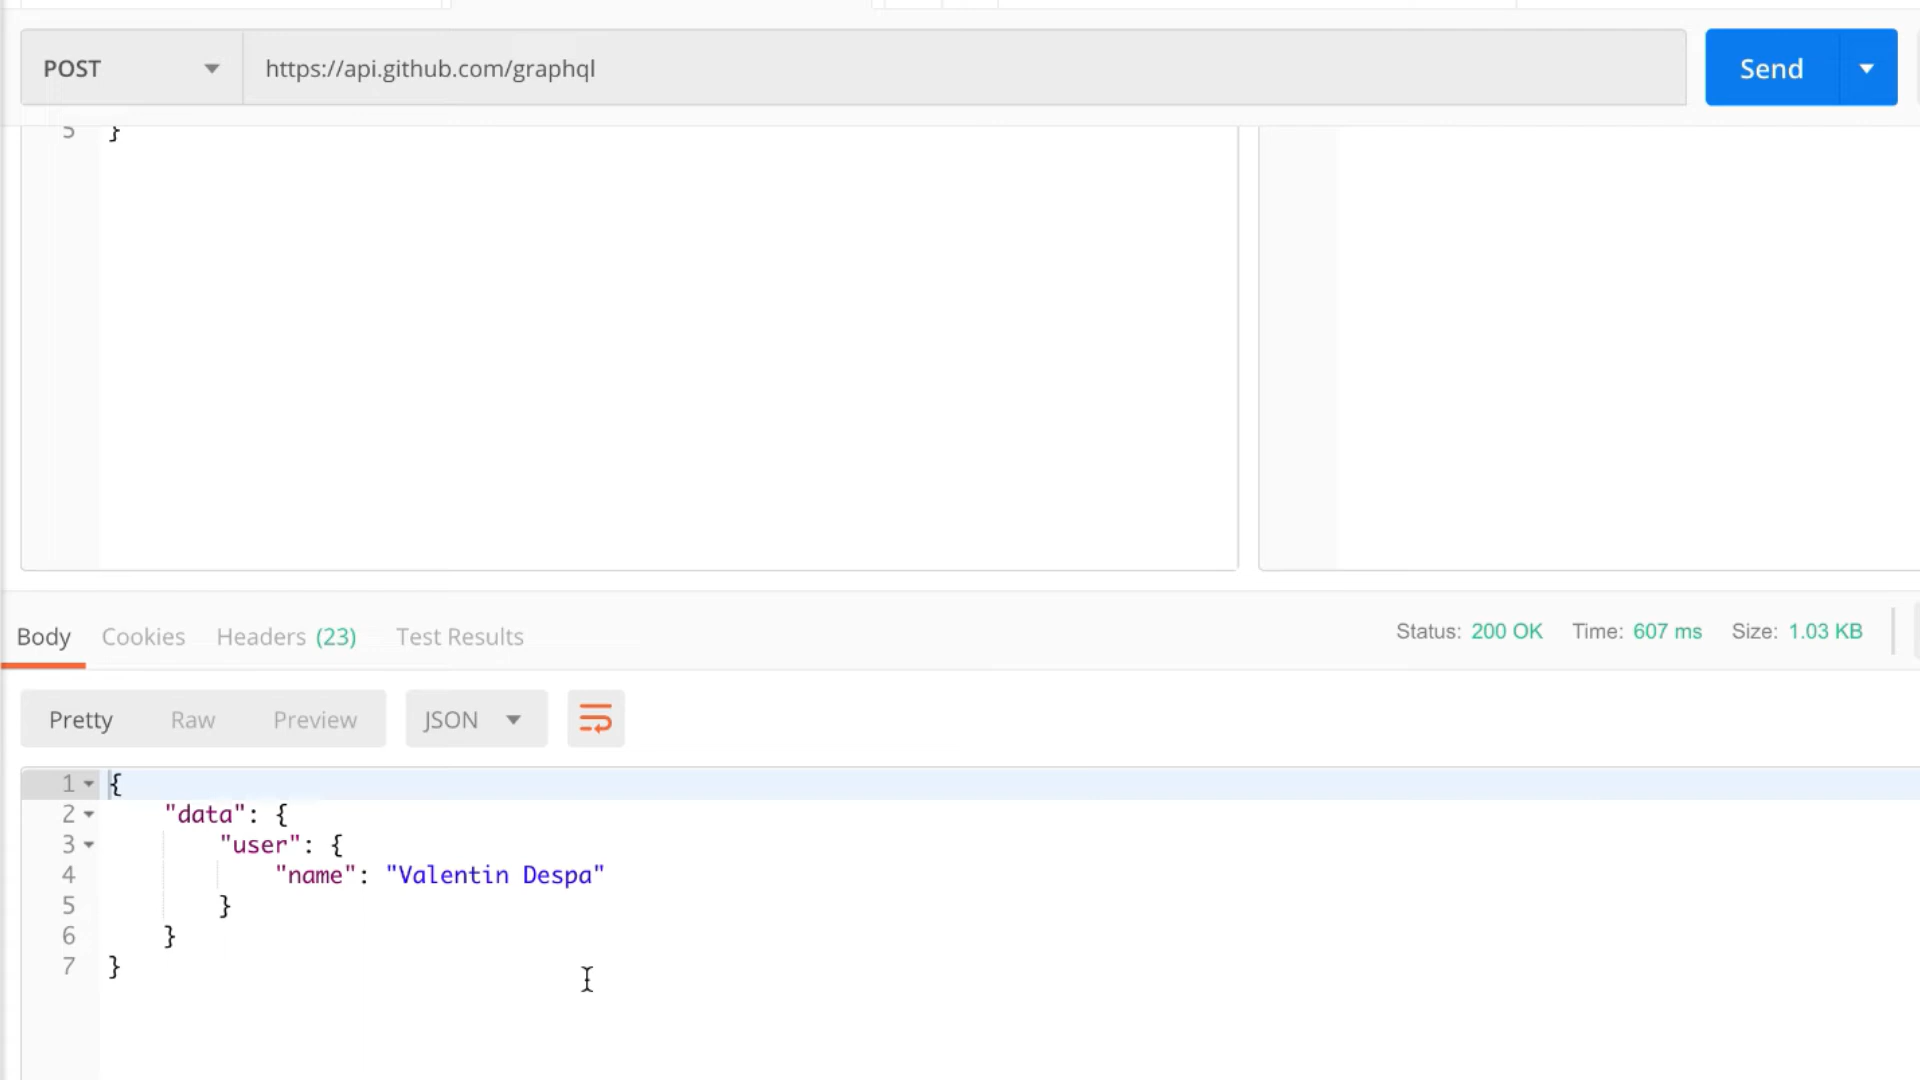 POST https://api.github.com/graphql Send
5 }
Body Cookies Headers (23) Test Results Status: 200 OK Time: 607 ms Size: 1.03 KB
Pretty Raw Preview JSON
1 {
2 "data": {
3 "user": {
4 "name": "Valentin Despa"
5 }
6 }
7 }